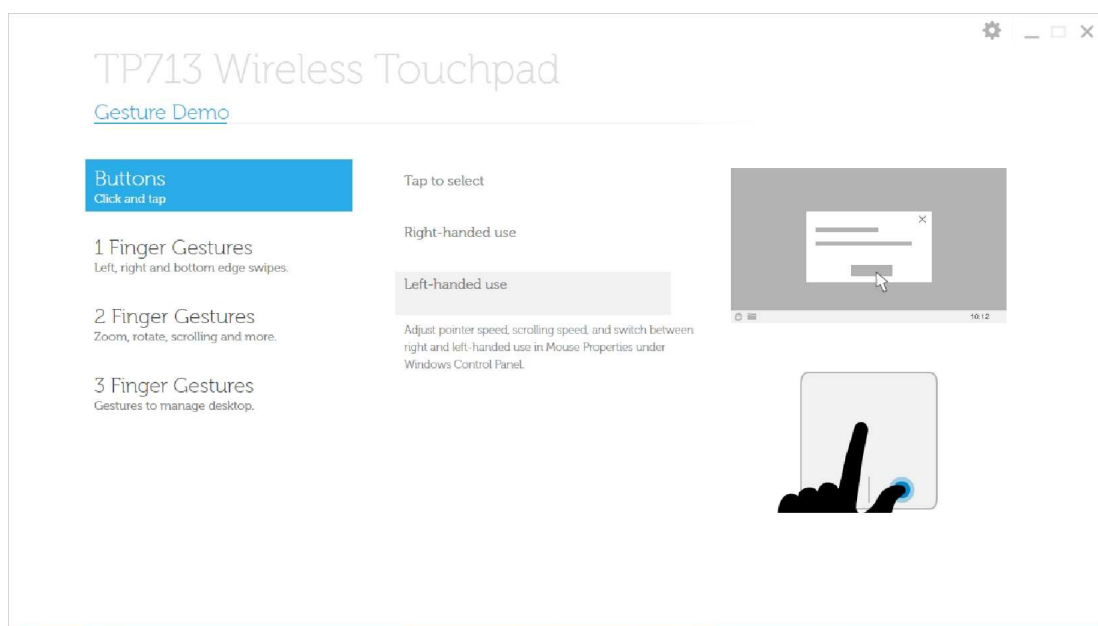 TP713 Wireless Touchpad
Gesture Demo
Buttons
Click and tap
1 Finger Gestures
Left, right and bottom edge swipes.
2 Finger Gestures
Zoom, rotate, scrolling and more.
3 Finger Gestures
Gestures to manage desktop.
Tap to select
Right-handed use
Left-handed use
Adjust pointer speed, scrolling speed, and switch between
right and left-handed use in Mouse Properties under
Windows Control Panel.
10:12